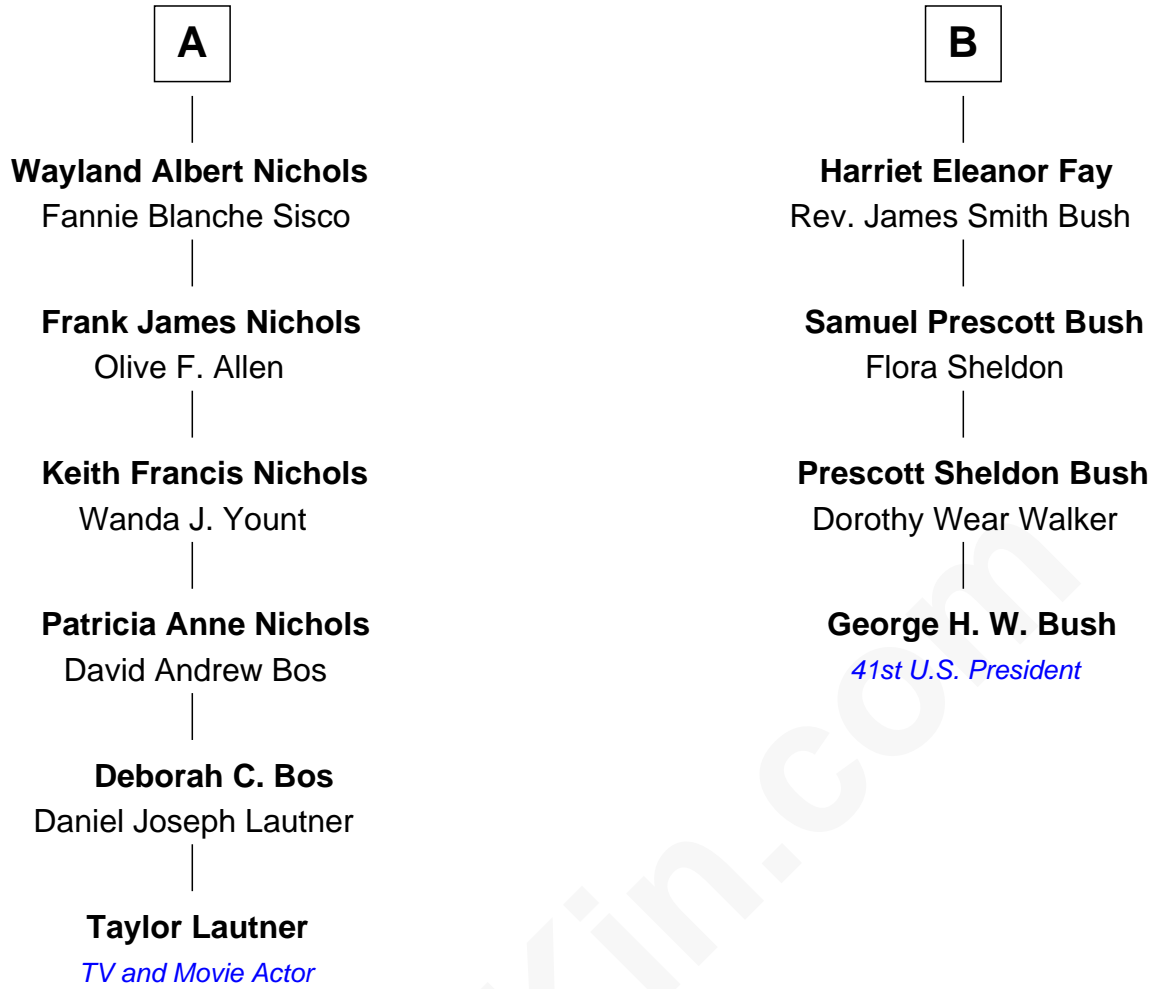 A
Wayland Albert Nichols
Fannie Blanche Sisco
Frank James Nichols
Olive F. Allen
Keith Francis Nichols
Wanda J. Yount
Patricia Anne Nichols
David Andrew Bos
Deborah C. Bos
Daniel Joseph Lautner
Taylor Lautner
TV and Movie Actor
B
Harriet Eleanor Fay
Rev. James Smith Bush
Samuel Prescott Bush
Flora Sheldon
Prescott Sheldon Bush
Dorothy Wear Walker
George H. W. Bush
41st U.S. President
Kin.com